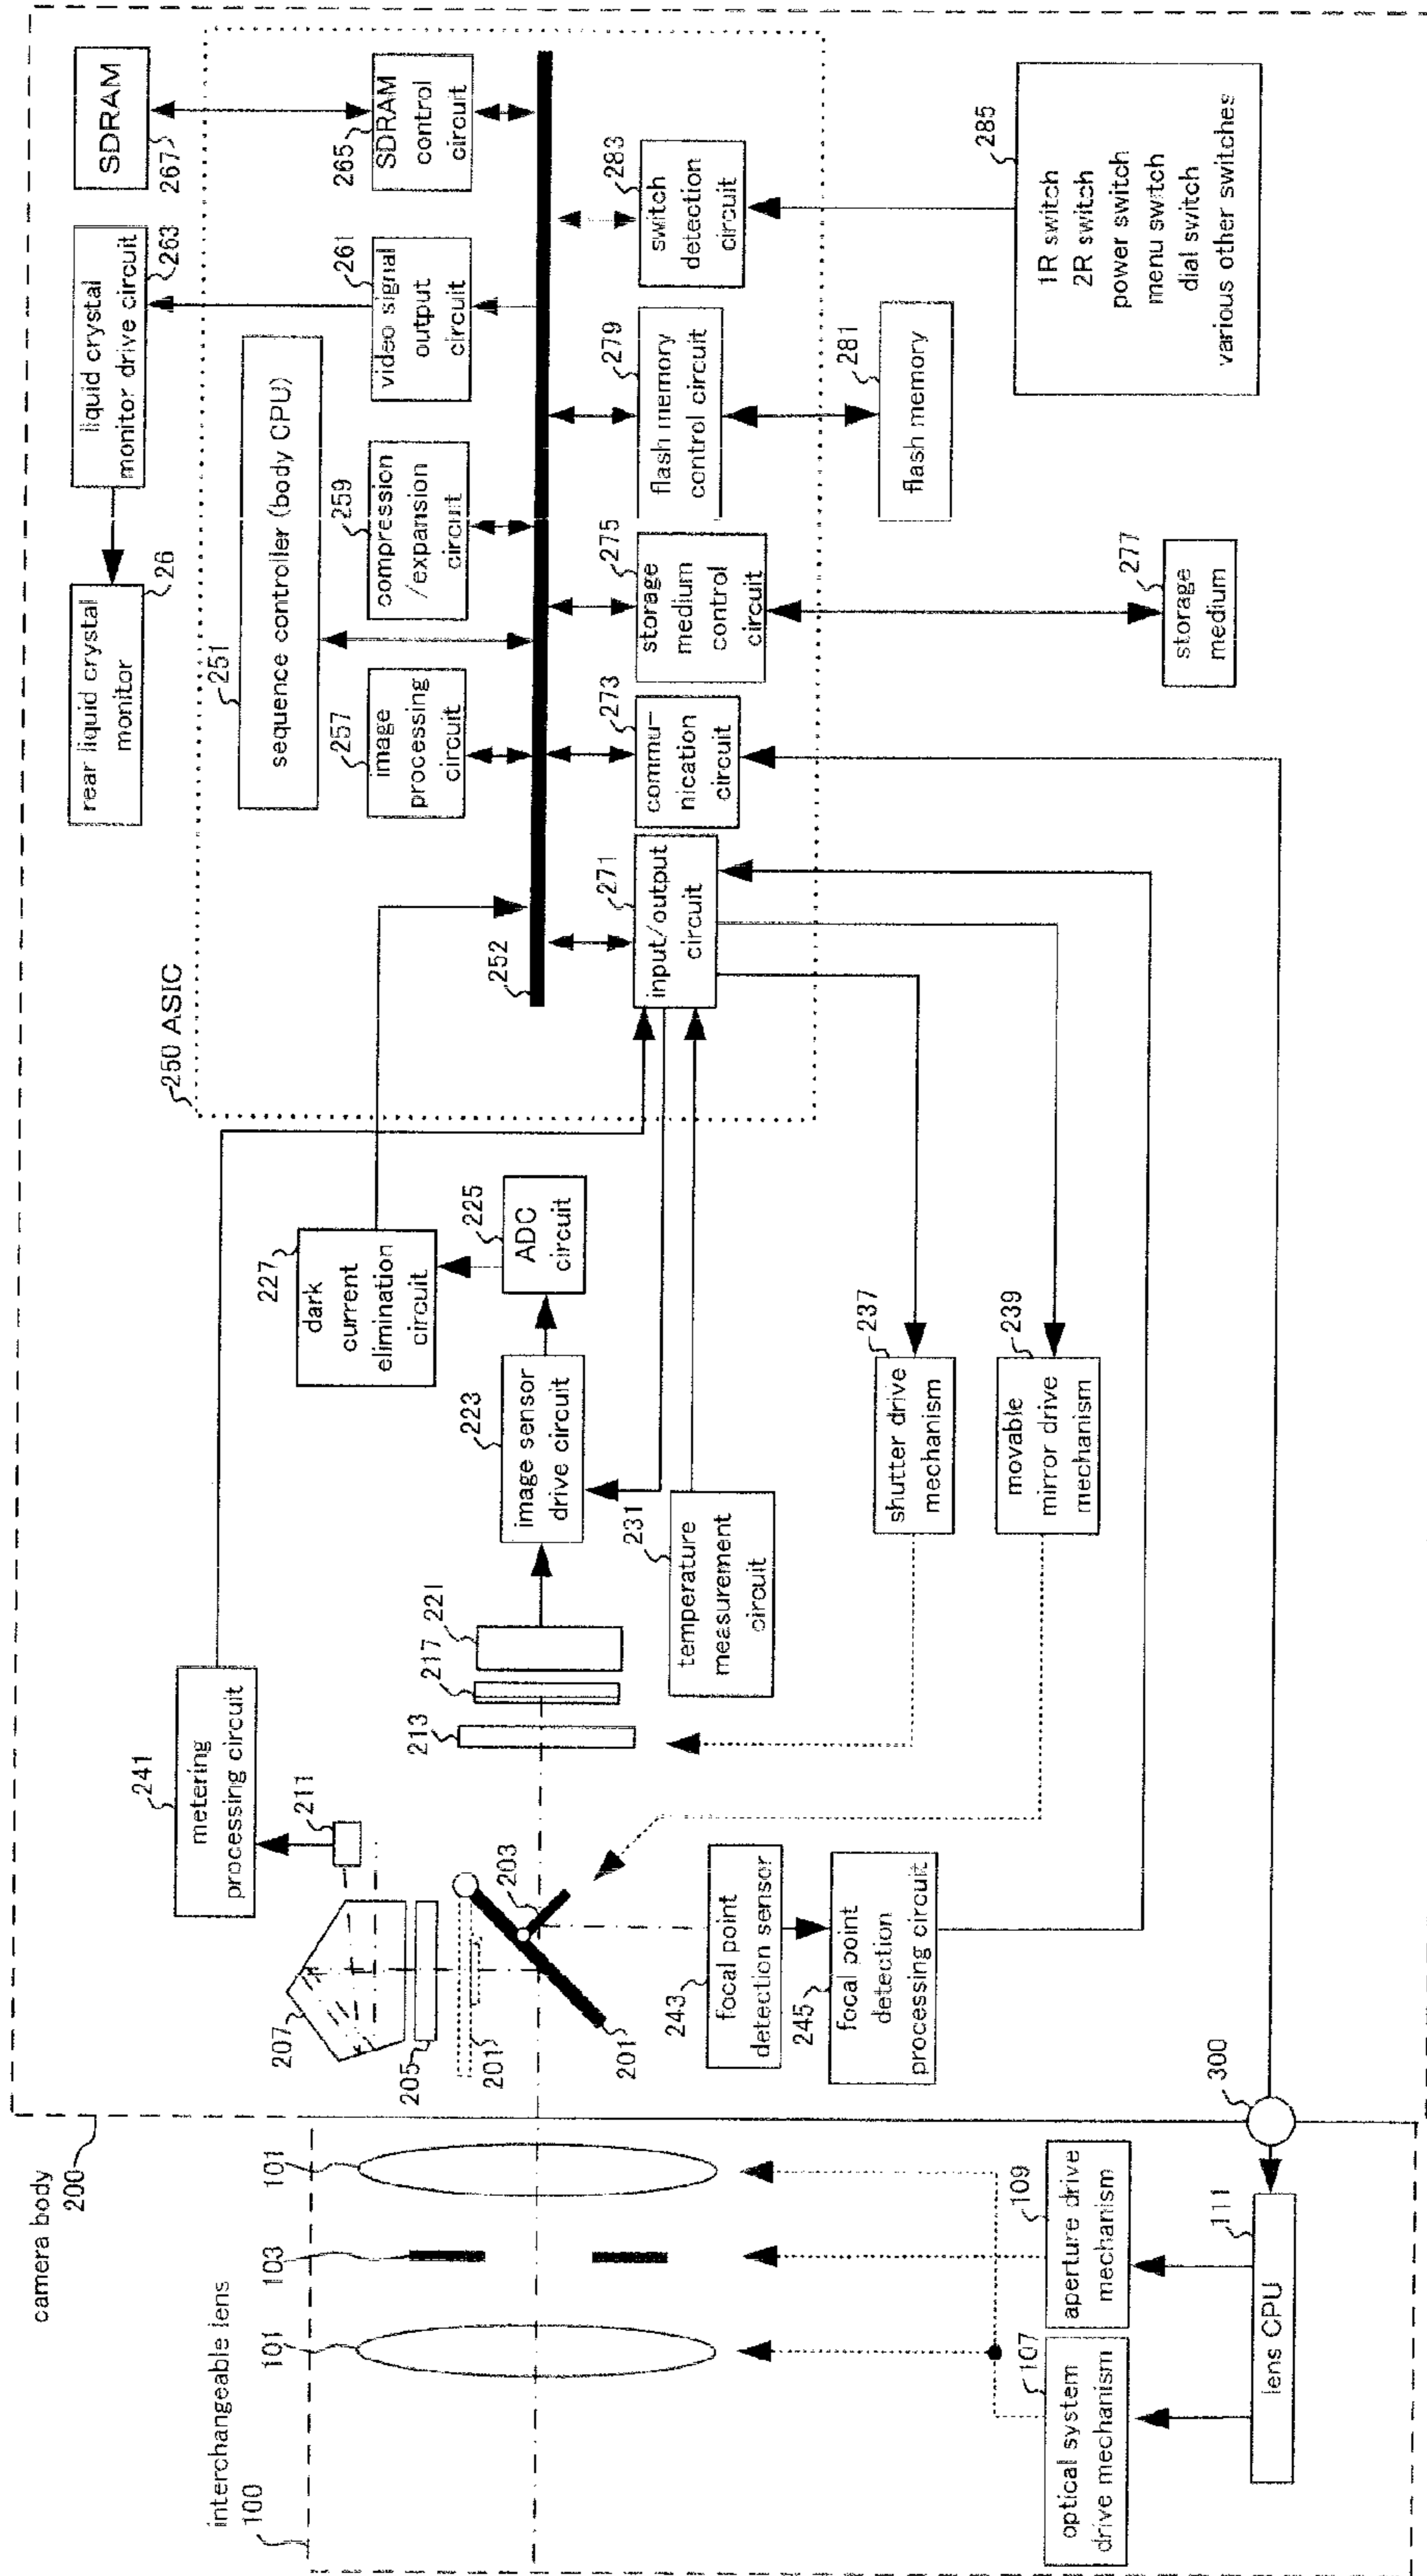 camera body
200
interchangeable lens
100
101
103
101
107
optical system
drive mechanism
109
aperture drive
mechanism
111
lens CPU
300
207
205
201
201
203
211
241
metering
processing circuit
213
217
221
243
focal point
detection sensor
245
focal point
detection
processing circuit
223
image sensor
drive circuit
225
ADC
circuit
227
dark
current
elimination
circuit
231
temperature
measurement
circuit
237
shutter drive
mechanism
239
movable
mirror drive
mechanism
250 ASIC
252
251
sequence controller (body CPU)
257
image
processing
circuit
259
compression
/expansion
circuit
261
video signal
output
circuit
265
SDRAM
control
circuit
26
rear liquid crystal
monitor
263
liquid crystal
monitor drive circuit
267
SDRAM
271
input/output
circuit
273
commu-
nication
circuit
275
storage
medium
control
circuit
279
flash memory
control circuit
283
switch
detection
circuit
277
storage
medium
281
flash memory
285
1R switch
2R switch
power switch
menu switch
dial switch
various other switches